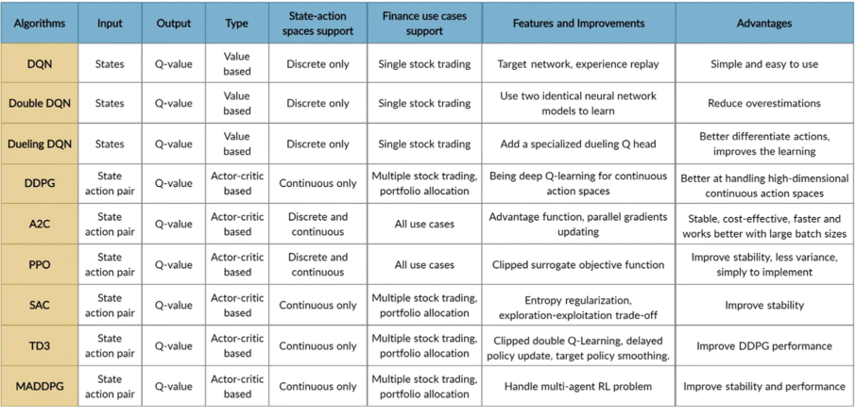 Algorithms Input Output Type State-action spaces support Finance use cases support Features and Improvements Advantages
DQN States Q-value Value based Discrete only Single stock trading Target network, experience replay Simple and easy to use
Double DQN States Q-value Value based Discrete only Single stock trading Use two identical neural network models to learn Reduce overestimations
Dueling DQN States Q-value Value based Discrete only Single stock trading Add a specialized dueling Q head Better differentiate actions, improves the learning
DDPG State action pair Q-value Actor-critic based Continuous only Multiple stock trading, portfolio allocation Being deep Q-learning for continuous action spaces Better at handling high-dimensional continuous action spaces
A2C State action pair Q-value Actor-critic based Discrete and continuous All use cases Advantage function, parallel gradients updating Stable, cost-effective, faster and works better with large batch sizes
PPO State action pair Q-value Actor-critic based Discrete and continuous All use cases Clipped surrogate objective function Improve stability, less variance, simply to implement
SAC State action pair Q-value Actor-critic based Continuous only Multiple stock trading, portfolio allocation Entropy regularization, exploration-exploitation trade-off Improve stability
TD3 State action pair Q-value Actor-critic based Continuous only Multiple stock trading, portfolio allocation Clipped double Q-Learning, delayed policy update, target policy smoothing. Improve DDPG performance
MADDPG State action pair Q-value Actor-critic based Continuous only Multiple stock trading, portfolio allocation Handle multi-agent RL problem Improve stability and performance